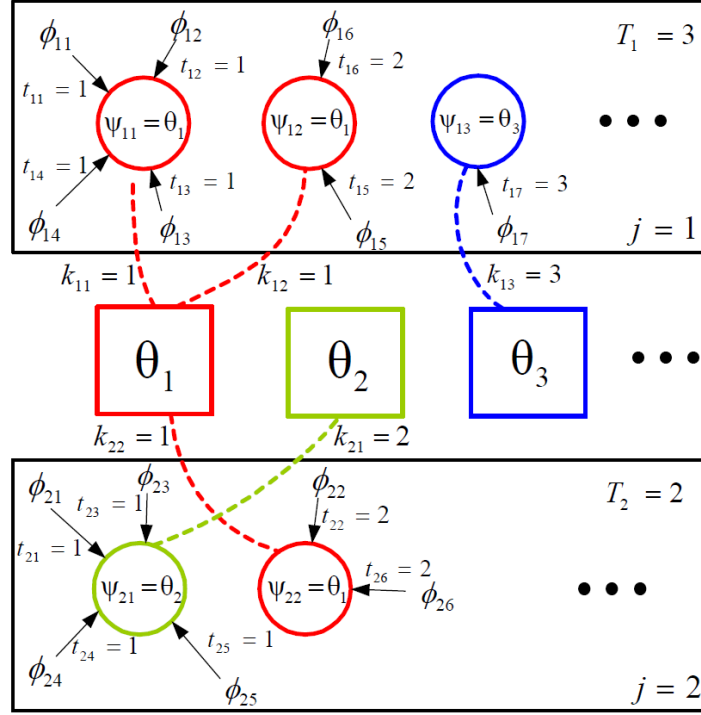 ϕ₁₁ ϕ₁₂ ϕ₁₆ T₁ = 3
t₁₁ = 1 t₁₂ = 1 t₁₆ = 2
ψ₁₁ = θ₁ ψ₁₂ = θ₁ ψ₁₃ = θ₃ • • •
t₁₄ = 1 t₁₃ = 1 t₁₅ = 2 t₁₇ = 3
ϕ₁₄ ϕ₁₃ ϕ₁₅ ϕ₁₇ j = 1
k₁₁ = 1 k₁₂ = 1 k₁₃ = 3
θ₁ θ₂ θ₃ • • •
k₂₂ = 1 k₂₁ = 2
ϕ₂₁ ϕ₂₃ ϕ₂₂ T₂ = 2
t₂₁ = 1 t₂₃ = 1 t₂₂ = 2
ψ₂₁ = θ₂ ψ₂₂ = θ₁ t₂₆ = 2 ϕ₂₆ • • •
t₂₄ = 1 t₂₅ = 1
ϕ₂₄ ϕ₂₅ j = 2